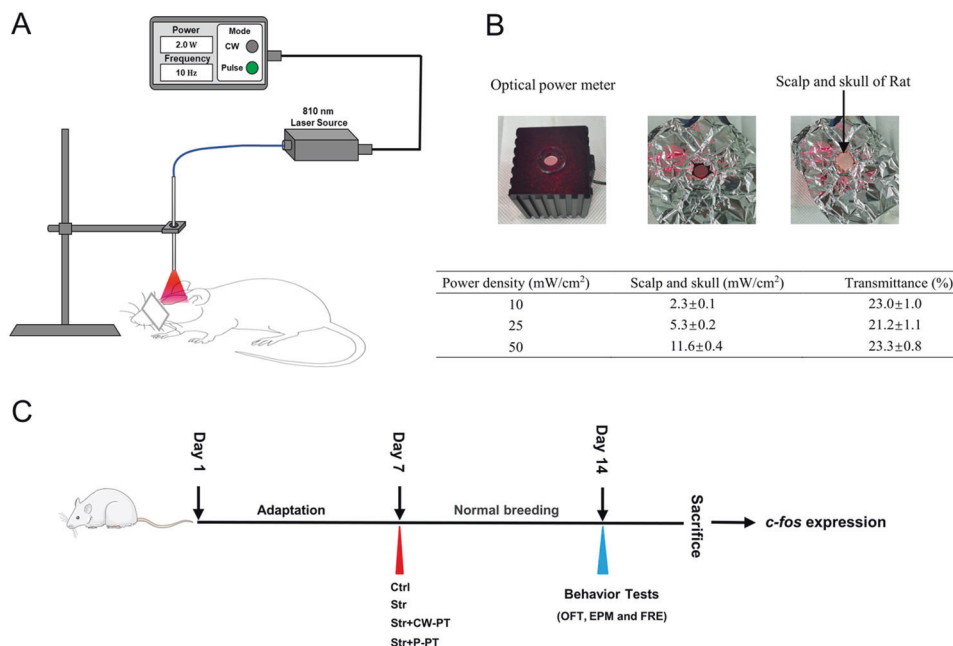 A
Power
2.0 W
Frequency
10 Hz
Mode
CW
Pulse
810 nm
Laser Source
B
Optical power meter
Scalp and skull of Rat
Power density (mW/cm²) Scalp and skull (mW/cm²) Transmittance (%)
10 2.3±0.1 23.0±1.0
25 5.3±0.2 21.2±1.1
50 11.6±0.4 23.3±0.8
C
Day 1
Day 7
Day 14
Adaptation
Normal breeding
Sacrifice
c-fos expression
Ctrl
Str
Str+CW-PT
Str+P-PT
Behavior Tests
(OFT, EPM and FRE)